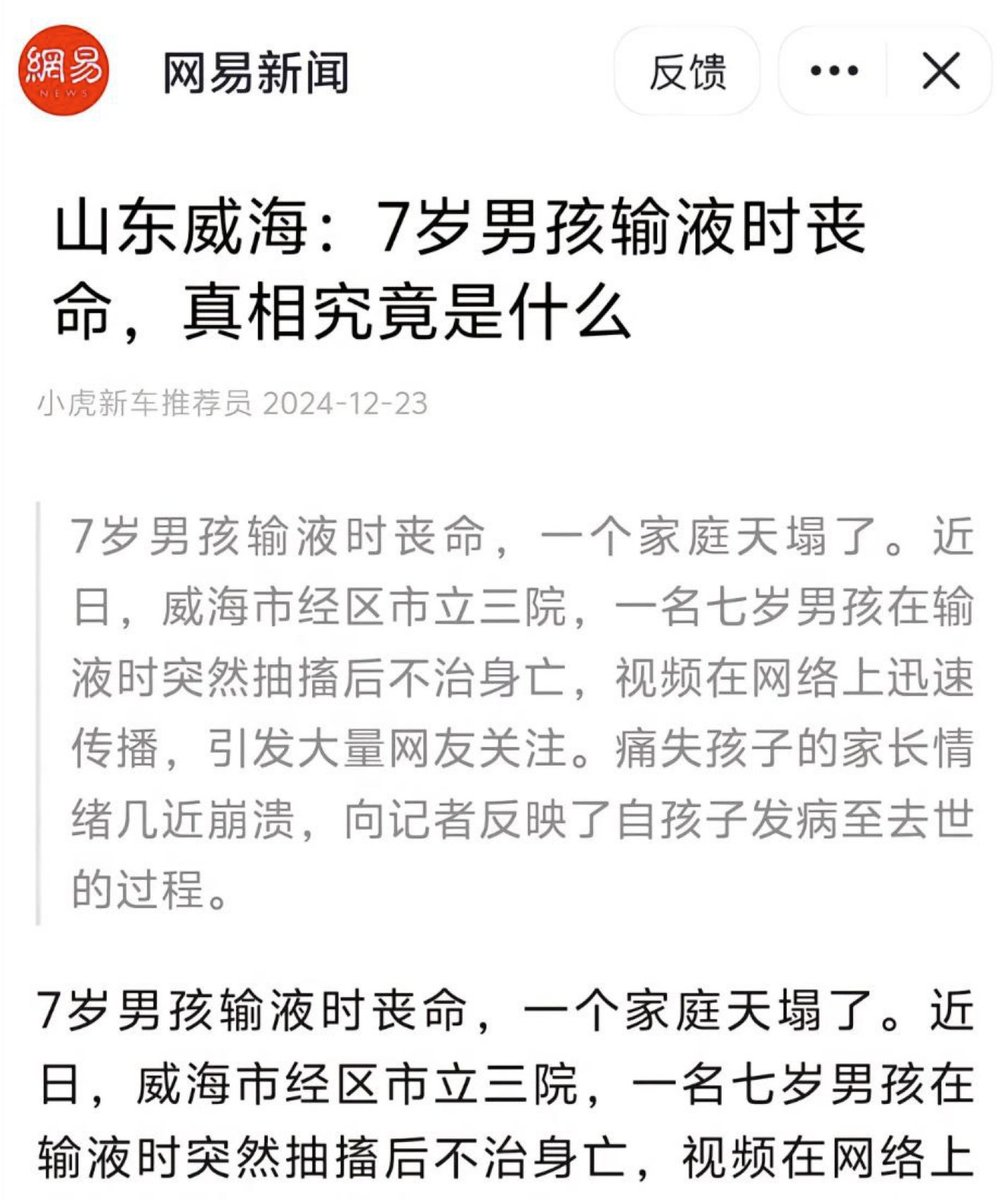 網易
NEWS
网易新闻
反馈
山东威海：7岁男孩输液时丧
命，真相究竟是什么
小虎新车推荐员 2024-12-23
7岁男孩输液时丧命，一个家庭天塌了。近
日，威海市经区市立三院，一名七岁男孩在输
液时突然抽搐后不治身亡，视频在网络上迅速
传播，引发大量网友关注。痛失孩子的家长情
绪几近崩溃，向记者反映了自孩子发病至去世
的过程。
7岁男孩输液时丧命，一个家庭天塌了。近
日，威海市经区市立三院，一名七岁男孩在
输液时突然抽搐后不治身亡，视频在网络上